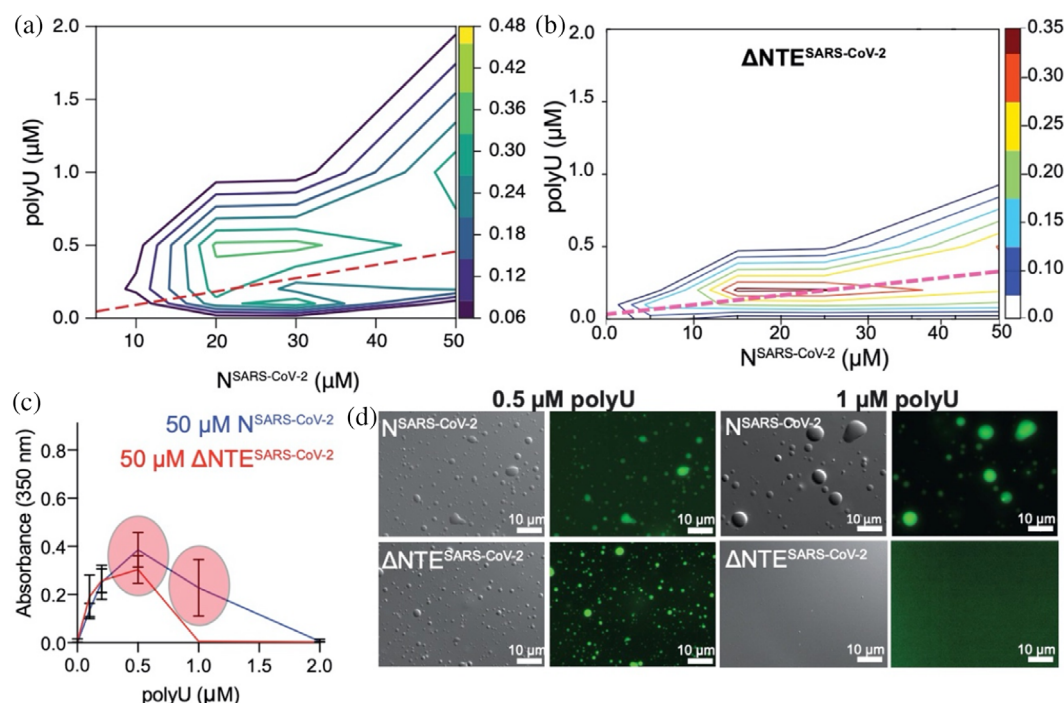 (a)
polyU (µM)
2.0
1.5
1.0
0.5
0.0
10
20
30
40
50
N^SARS-CoV-2 (µM)
0.48
0.42
0.36
0.30
0.24
0.18
0.12
0.06
(b)
ΔNTE^SARS-CoV-2
polyU (µM)
2.0
1.5
1.0
0.5
0.0
0.0
10
20
30
40
50
N^SARS-CoV-2 (µM)
0.35
0.30
0.25
0.20
0.15
0.10
0.0
(c)
50 µM N^SARS-CoV-2
50 µM ΔNTE^SARS-CoV-2
Absorbance (350 nm)
0.8
0.6
0.4
0.2
0.0
0.0
0.5
1.0
1.5
2.0
polyU (µM)
(d)
0.5 µM polyU
1 µM polyU
N^SARS-CoV-2
10 µm
10 µm
N^SARS-CoV-2
10 µm
10 µm
ΔNTE^SARS-CoV-2
10 µm
10 µm
ΔNTE^SARS-CoV-2
10 µm
10 µm